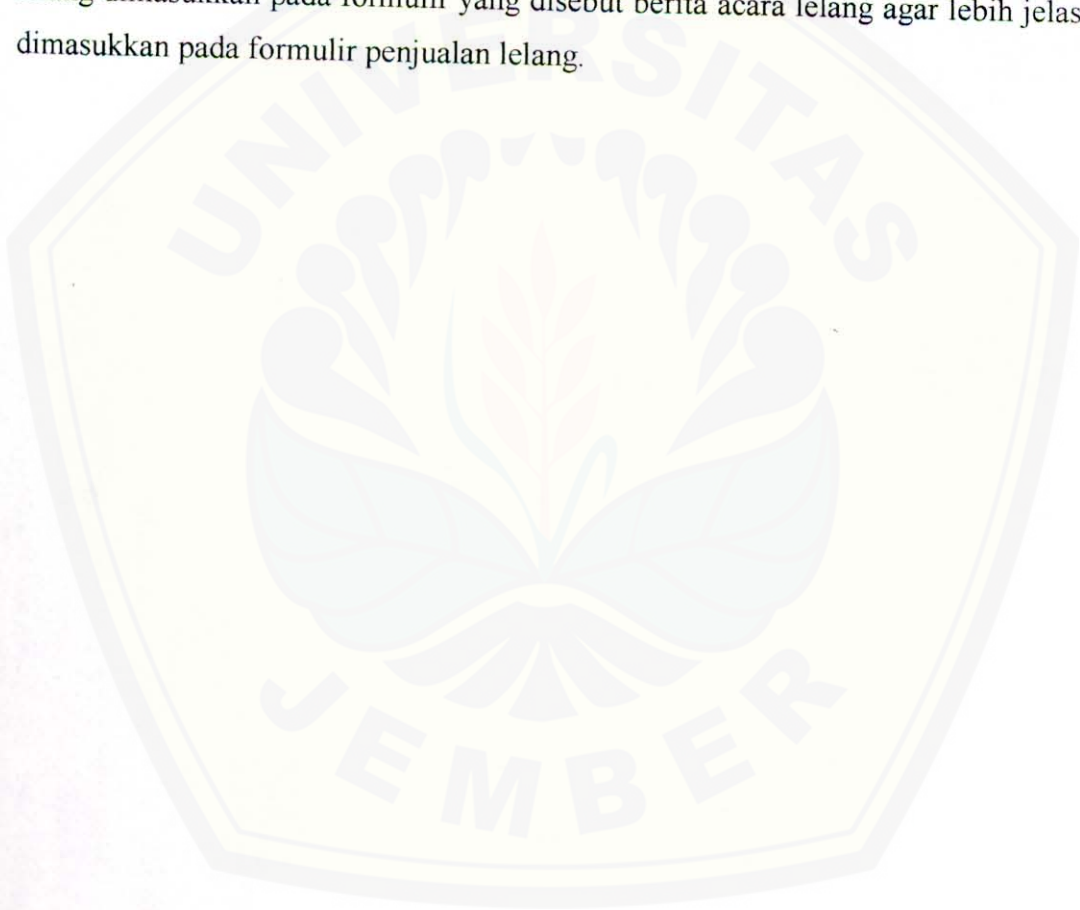 dimasukkan pada formulir yang disebut berita acara lelang agar lebih jelas
dimasukkan pada formulir penjualan lelang.
UNIVERSITAS
JEMBER